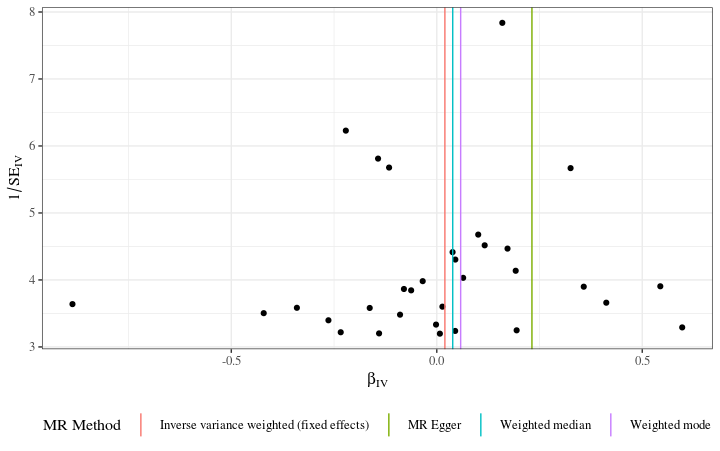 8
7
6
5
4
3
1/SE_IV
-0.5 0.0 0.5
β_IV
MR Method Inverse variance weighted (fixed effects) MR Egger Weighted median Weighted mode